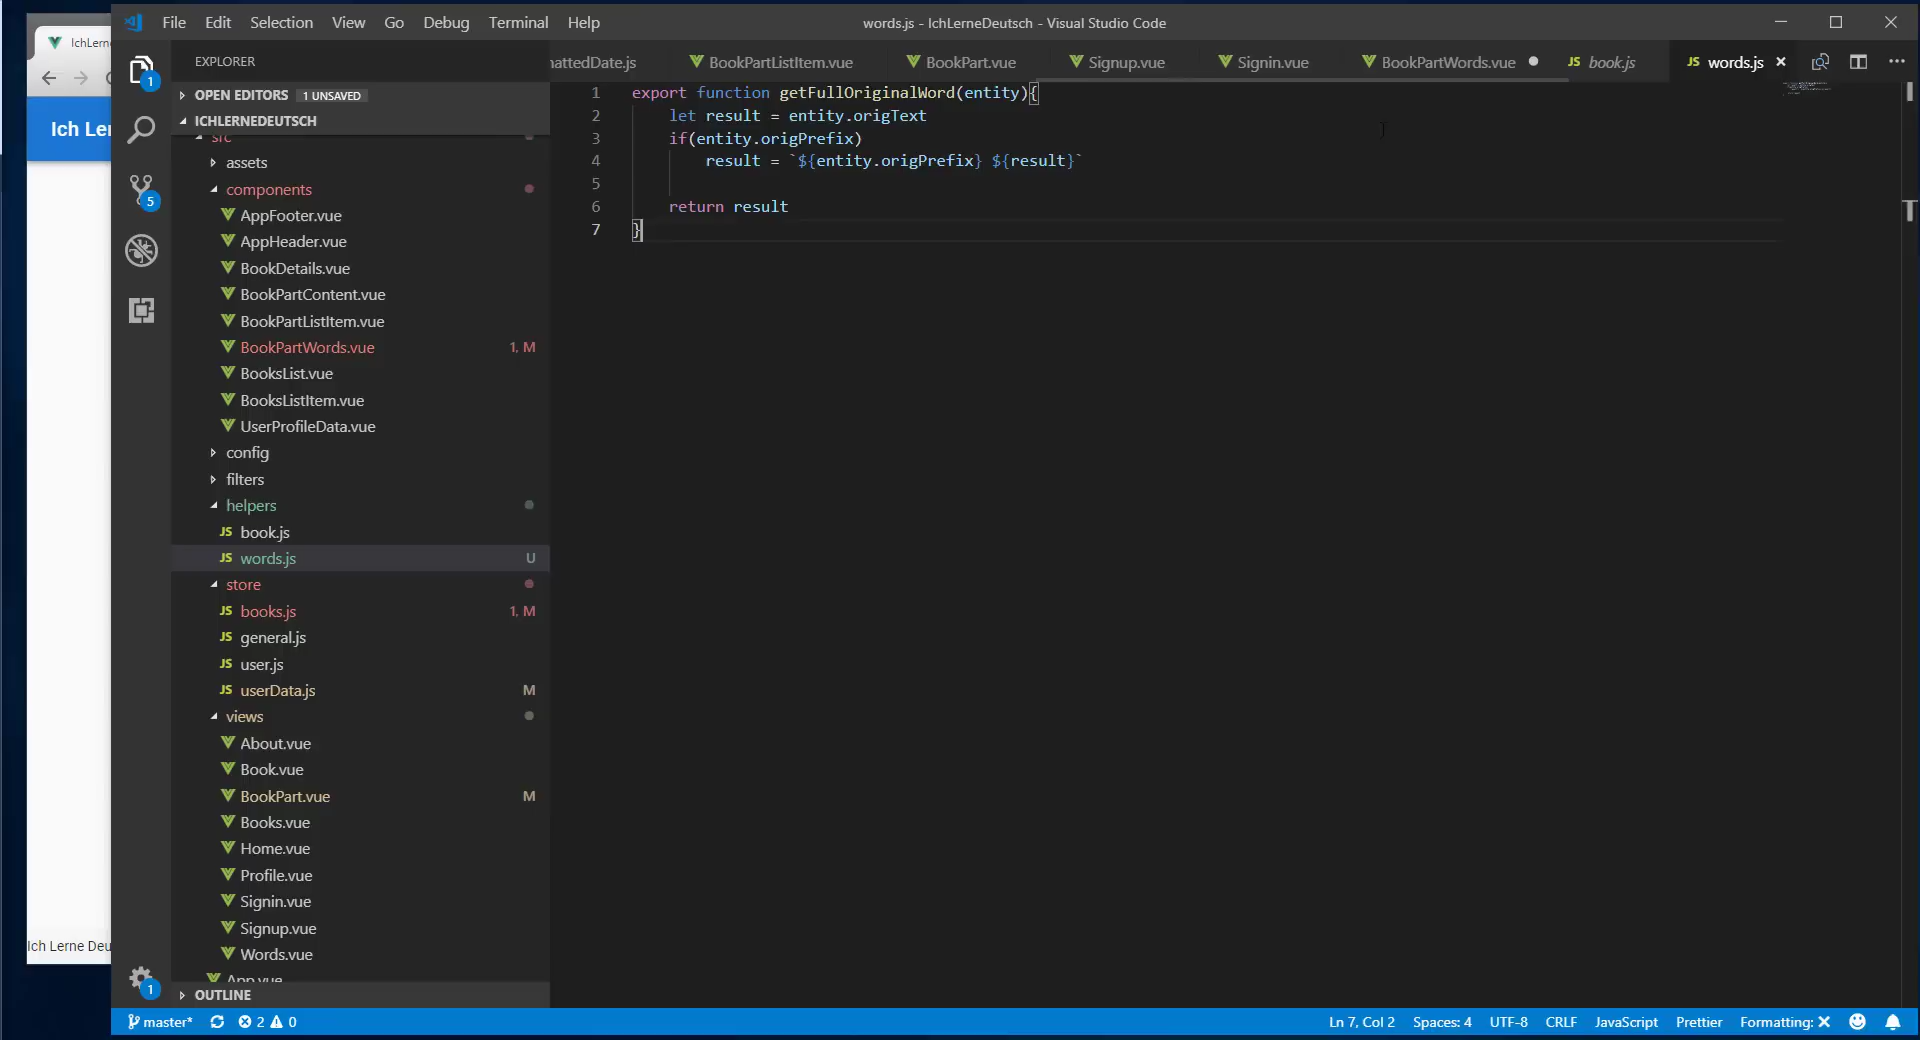 IchLerne
Ich Ler
Ich Lerne Deu
File Edit Selection View Go Debug Terminal Help
words.js - IchLerneDeutsch - Visual Studio Code
EXPLORER
OPEN EDITORS 1 UNSAVED
ICHLERNEDEUTSCH
src
assets
components
AppFooter.vue
AppHeader.vue
BookDetails.vue
BookPartContent.vue
BookPartListItem.vue
BookPartWords.vue 1, M
BooksList.vue
BooksListItem.vue
UserProfileData.vue
config
filters
helpers
JS book.js
JS words.js U
store
JS books.js 1, M
JS general.js
JS user.js
JS userData.js M
views
About.vue
Book.vue
BookPart.vue M
Books.vue
Home.vue
Profile.vue
Signin.vue
Signup.vue
Words.vue
App.vue
OUTLINE
1
5
1
mattedDate.js BookPartListItem.vue BookPart.vue Signup.vue Signin.vue BookPartWords.vue JS book.js JS words.js
1 export function getFullOriginalWord(entity){
2 let result = entity.origText
3 if(entity.origPrefix)
4 result = `${entity.origPrefix} ${result}`
5
6 return result
7 }
master* 2 0 Ln 7, Col 2 Spaces: 4 UTF-8 CRLF JavaScript Prettier Formatting: ×